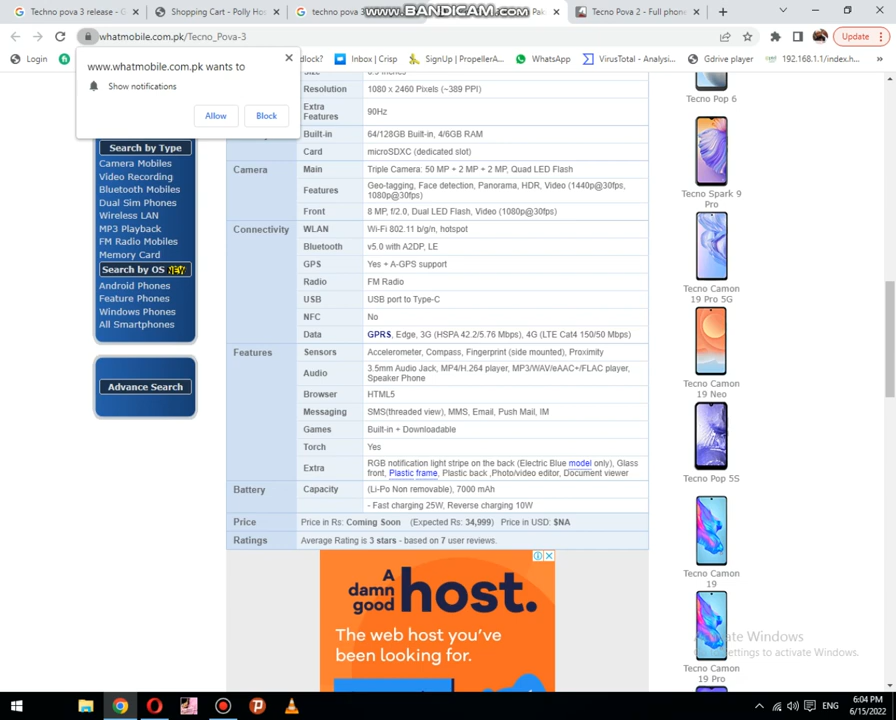 Techno pova 3 release - G
Shopping Cart - Polly Hos
techno pova 3
www.BANDICAM.com
Pak
Tecno Pova 2 - Full phone
whatmobile.com.pk/Tecno_Pova-3
Update
Login
dlock?
Inbox | Crisp
SignUp | PropellerA...
WhatsApp
VirusTotal - Analysi...
Gdrive player
192.168.1.1/index.h...
www.whatmobile.com.pk wants to
Show notifications
Allow
Block
Search by Type
Camera Mobiles
Video Recording
Bluetooth Mobiles
Dual Sim Phones
Wireless LAN
MP3 Playback
FM Radio Mobiles
Memory Card
Search by OS NEW
Android Phones
Feature Phones
Windows Phones
All Smartphones
Advance Search
Size 6.9 Inches
Resolution 1080 x 2460 Pixels (~389 PPI)
Extra
Features 90Hz
Built-in 64/128GB Built-in, 4/6GB RAM
Card microSDXC (dedicated slot)
Camera Main Triple Camera: 50 MP + 2 MP + 2 MP, Quad LED Flash
Features Geo-tagging, Face detection, Panorama, HDR, Video (1440p@30fps,
1080p@30fps)
Front 8 MP, f/2.0, Dual LED Flash, Video (1080p@30fps)
Connectivity WLAN Wi-Fi 802.11 b/g/n, hotspot
Bluetooth v5.0 with A2DP, LE
GPS Yes + A-GPS support
Radio FM Radio
USB USB port to Type-C
NFC No
Data GPRS, Edge, 3G (HSPA 42.2/5.76 Mbps), 4G (LTE Cat4 150/50 Mbps)
Features Sensors Accelerometer, Compass, Fingerprint (side mounted), Proximity
Audio 3.5mm Audio Jack, MP4/H.264 player, MP3/WAV/eAAC+/FLAC player,
Speaker Phone
Browser HTML5
Messaging SMS(threaded view), MMS, Email, Push Mail, IM
Games Built-in + Downloadable
Torch Yes
Extra RGB notification light stripe on the back (Electric Blue model only), Glass
front, Plastic frame, Plastic back ,Photo/video editor, Document viewer
Battery Capacity (Li-Po Non removable), 7000 mAh
- Fast charging 25W, Reverse charging 10W
Price Price in Rs: Coming Soon (Expected Rs: 34,999) Price in USD: $NA
Ratings Average Rating is 3 stars - based on 7 user reviews.
A
damn
good host.
The web host you've
been looking for.
Tecno Pop 6
Tecno Spark 9
Pro
Tecno Camon
19 Pro 5G
Tecno Camon
19 Neo
Tecno Pop 5S
Tecno Camon
19
Tecno Camon
19 Pro
Activate Windows
Go to Settings to activate Windows.
ENG
6:04 PM
6/15/2022